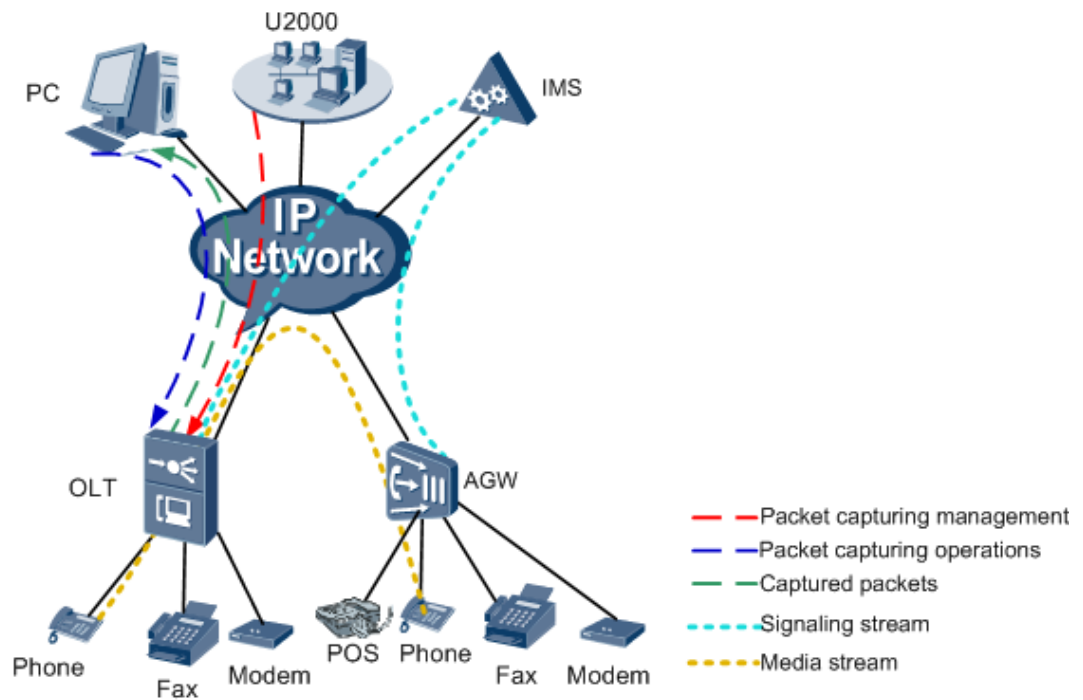 U2000
PC
IMS
IP
Network
OLT
AGW
Packet capturing management
Packet capturing operations
Captured packets
Signaling stream
Media stream
Phone
Fax
Modem
POS
Phone
Fax
Modem